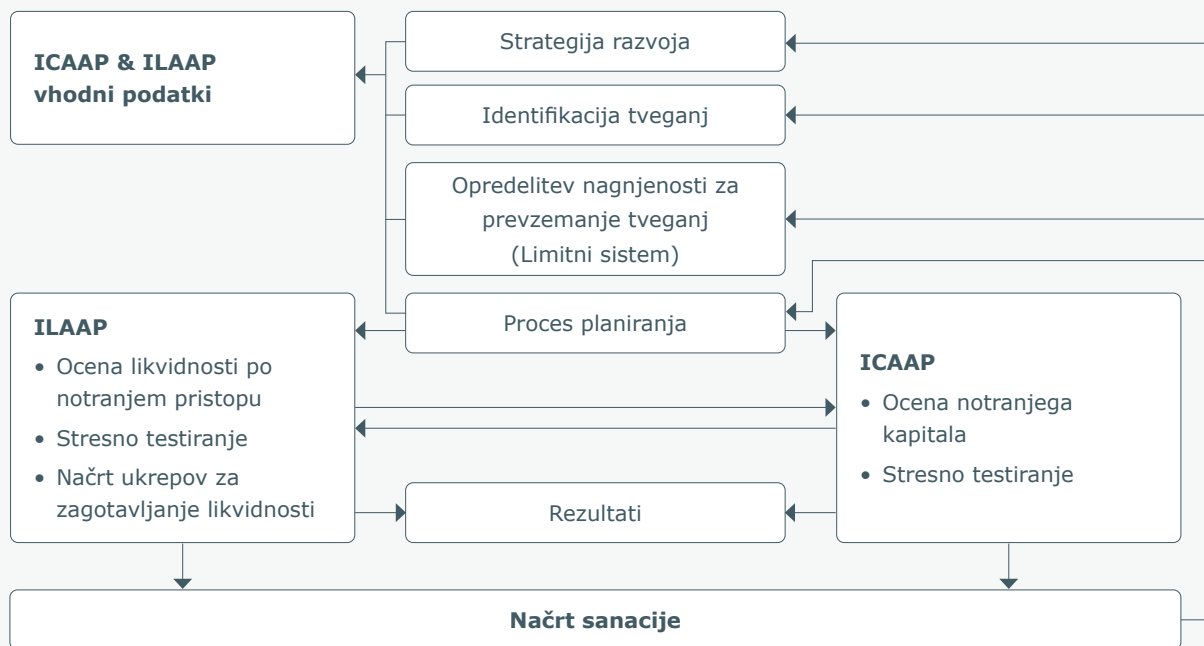 ICAAP & ILAAP
vhodni podatki
Strategija razvoja
Identifikacija tveganj
Opredelitev nagnjenosti za
prevzemanje tveganj
(Limitni sistem)
Proces planiranja
ILAAP
• Ocena likvidnosti po
notranjem pristopu
• Stresno testiranje
• Načrt ukrepov za
zagotavljanje likvidnosti
ICAAP
• Ocena notranjega
kapitala
• Stresno testiranje
Rezultati
Načrt sanacije